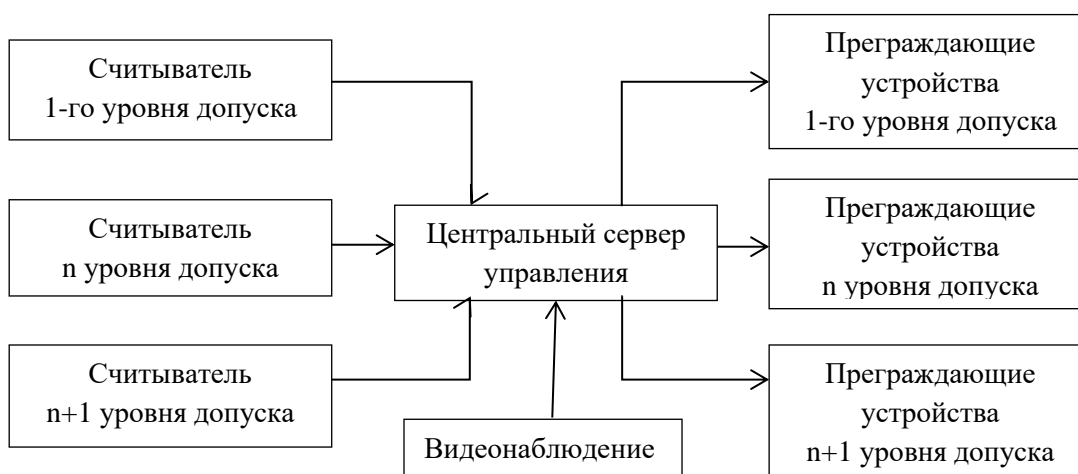 Считыватель
1-го уровня допуска
Преграждающие
устройства
1-го уровня допуска
Считыватель
n уровня допуска
Центральный сервер
управления
Преграждающие
устройства
n уровня допуска
Считыватель
n+1 уровня допуска
Видеонаблюдение
Преграждающие
устройства
n+1 уровня допуска